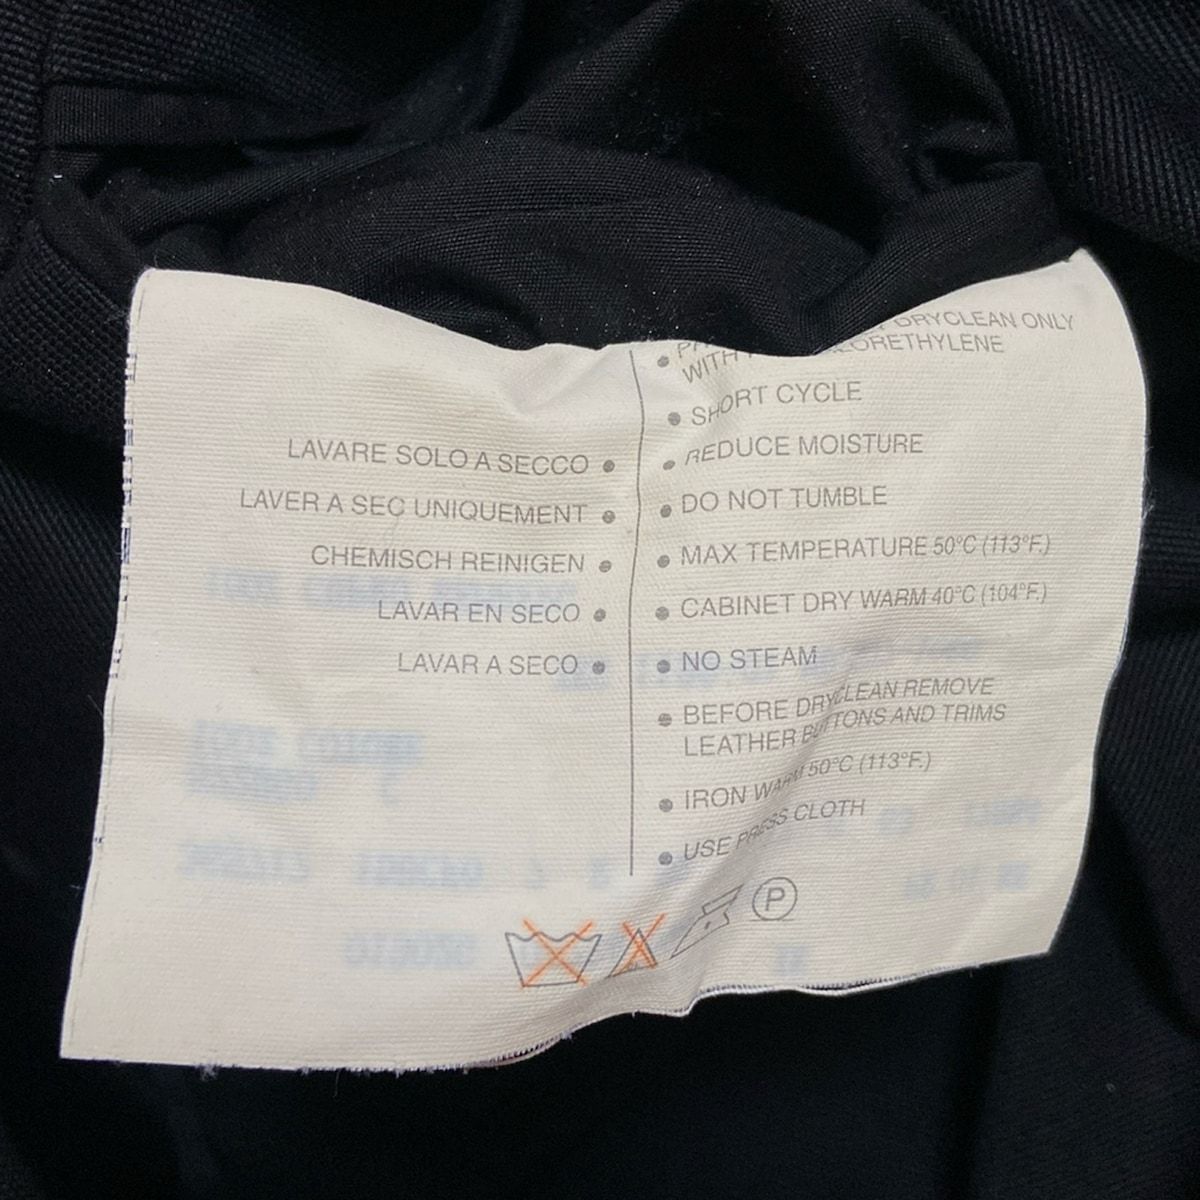 LAVARE SOLO A SECCO •
LAVER A SEC UNIQUEMENT •
CHEMISCH REINIGEN •
LAVAR EN SECO •
LAVAR A SECO •
DRYCLEAN ONLY
• WITH
• SHORT CYCLE
• REDUCE MOISTURE
• DO NOT TUMBLE
• MAX TEMPERATURE 50°C (113°F.)
• CABINET DRY WARM 40°C (104°F.)
• NO STEAM
• BEFORE DRYCLEAN REMOVE
LEATHER BUTTONS AND TRIMS
• IRON WARM 50°C (113°F.)
• USE PRESS CLOTH
P